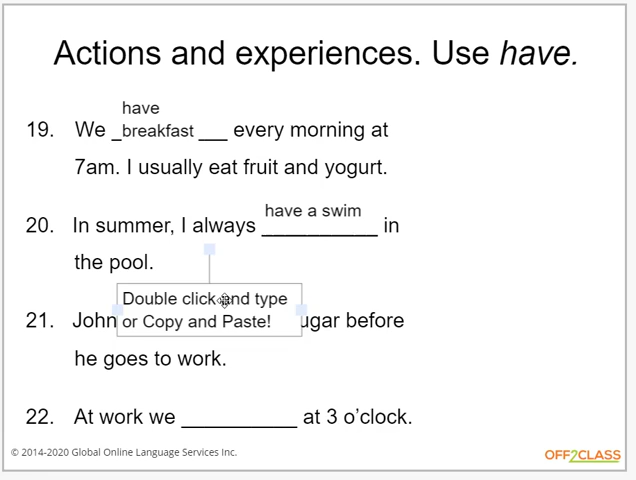 Actions and experiences. Use have.
have
19. We _breakfast ___ every morning at
7am. I usually eat fruit and yogurt.
have a swim
20. In summer, I always __________ in
the pool.
Double click and type
21. John or Copy and Paste! ugar before
he goes to work.
22. At work we __________ at 3 o’clock.
© 2014-2020 Global Online Language Services Inc.
OFF2CLASS